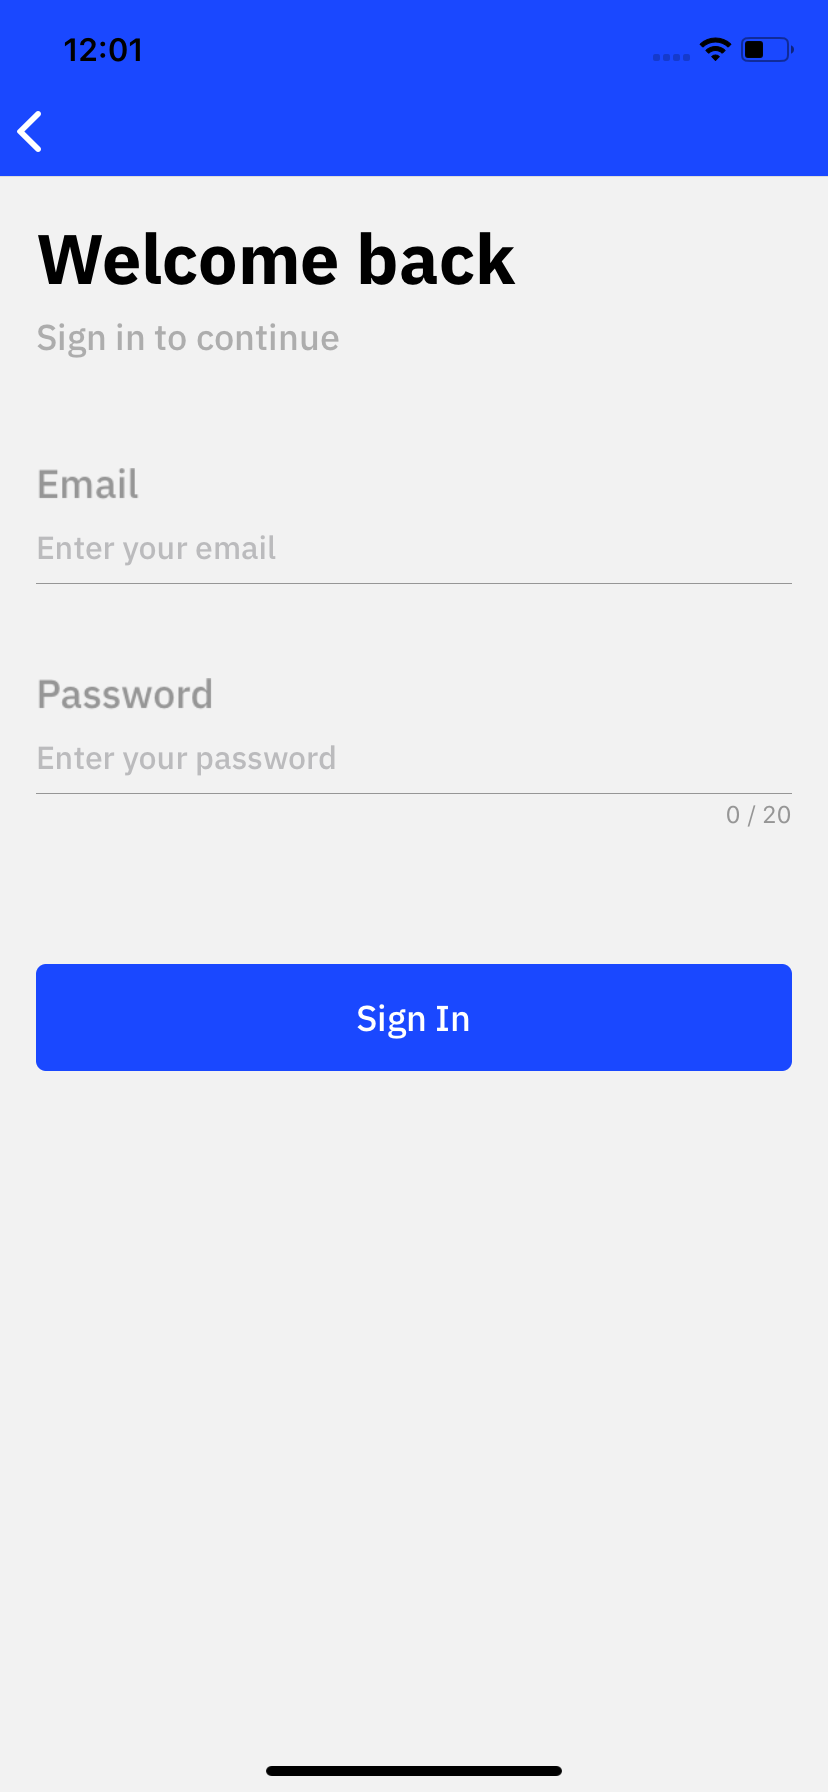 12:01
Welcome back
Sign in to continue
Email
Enter your email
Password
Enter your password
0 / 20
Sign In